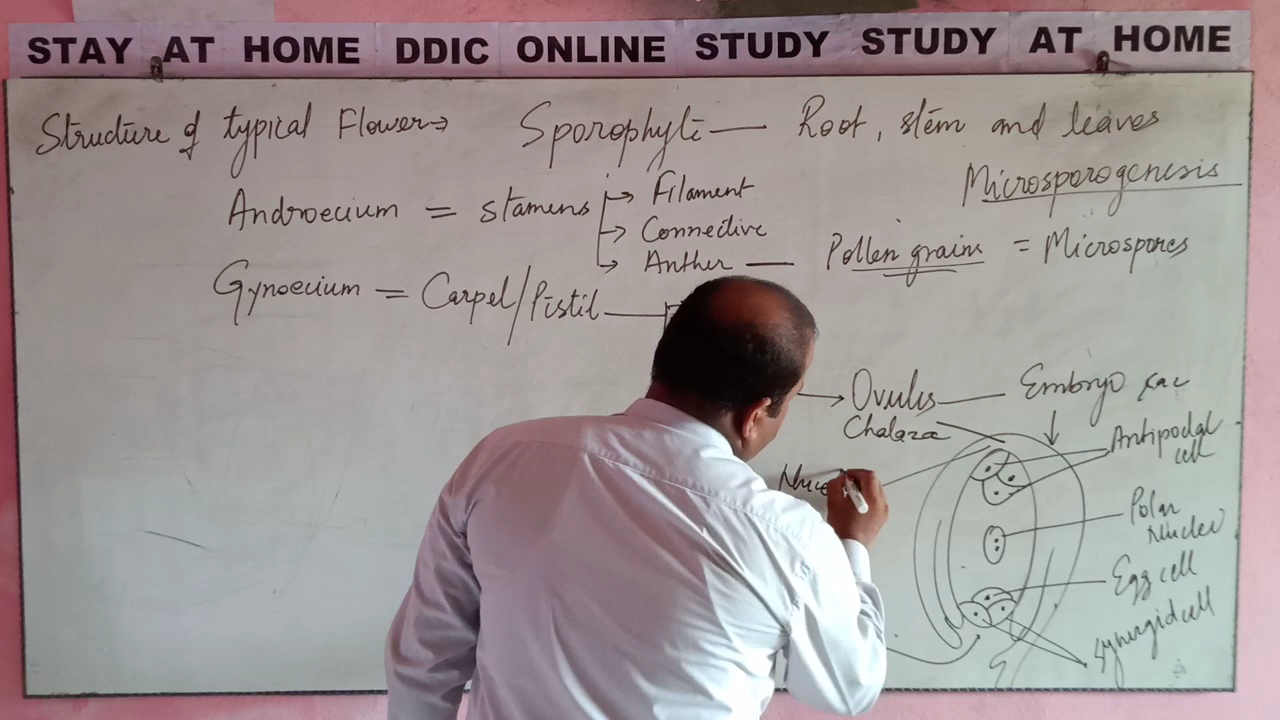 STAY AT HOME DDIC ONLINE STUDY STUDY AT HOME
Structure of typical Flower⇒ Sporophyte — Root, stem and leaves
Microsporogenesis
Androecium = stamens → Filament
→ Connective
→ Anther — Pollen grains = Microspores
Gynoecium = Carpel/Pistil
→ Ovules — Embryo sac
Chalaza
Antipodal
cell
Polar
Nuclei
Egg cell
Synergid cell